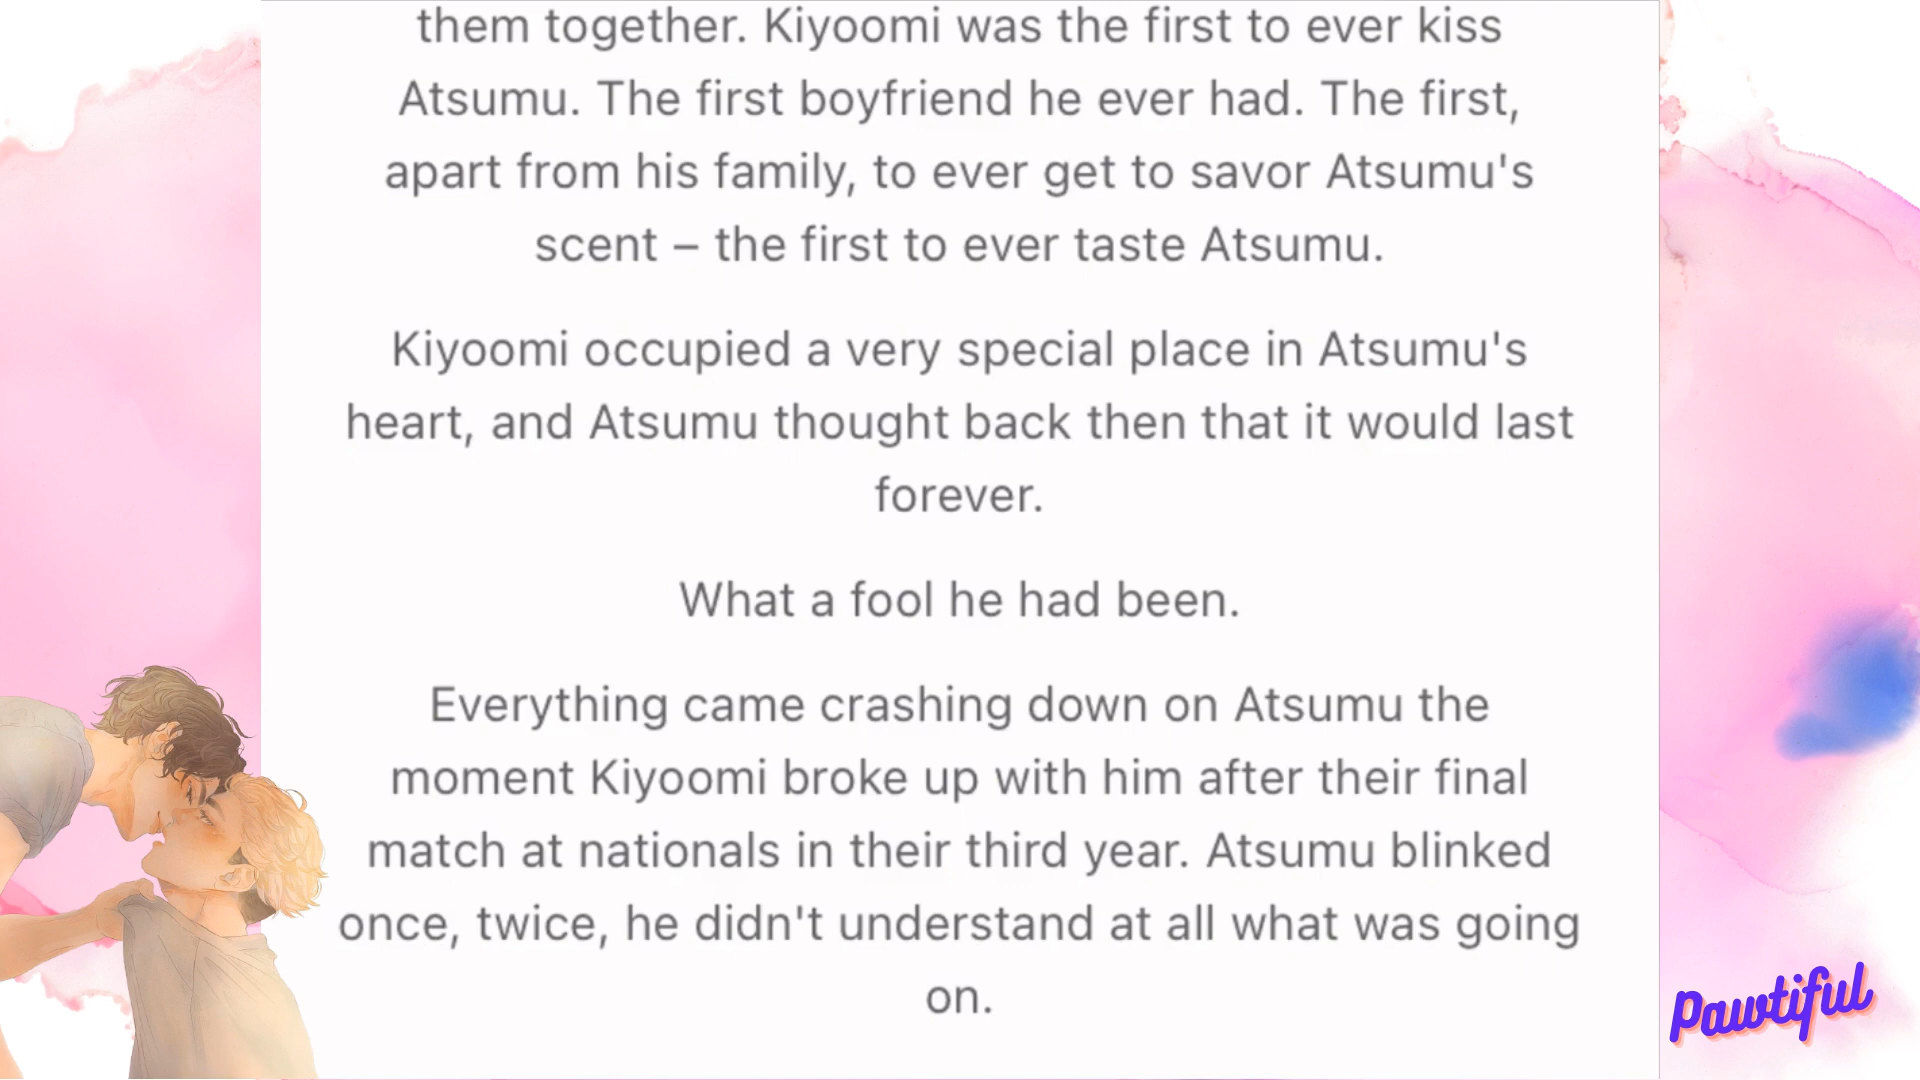 them together. Kiyoomi was the first to ever kiss
Atsumu. The first boyfriend he ever had. The first,
apart from his family, to ever get to savor Atsumu's
scent – the first to ever taste Atsumu.
Kiyoomi occupied a very special place in Atsumu's
heart, and Atsumu thought back then that it would last
forever.
What a fool he had been.
Everything came crashing down on Atsumu the
moment Kiyoomi broke up with him after their final
match at nationals in their third year. Atsumu blinked
once, twice, he didn't understand at all what was going
on.
Pawtiful